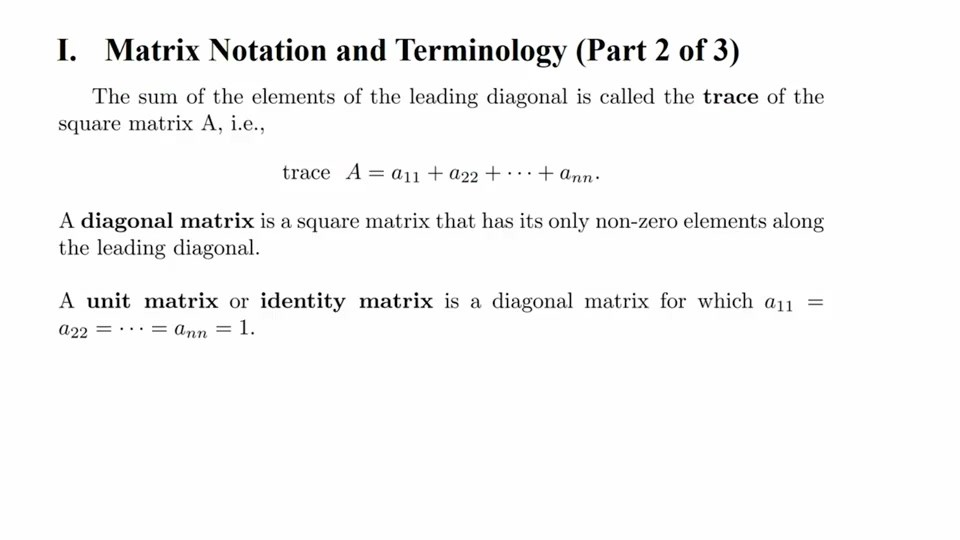 I. Matrix Notation and Terminology (Part 2 of 3)
The sum of the elements of the leading diagonal is called the trace of the
square matrix A, i.e.,
trace A = a₁₁ + a₂₂ + ··· + aₙₙ.
A diagonal matrix is a square matrix that has its only non-zero elements along
the leading diagonal.
A unit matrix or identity matrix is a diagonal matrix for which a₁₁ =
a₂₂ = ··· = aₙₙ = 1.